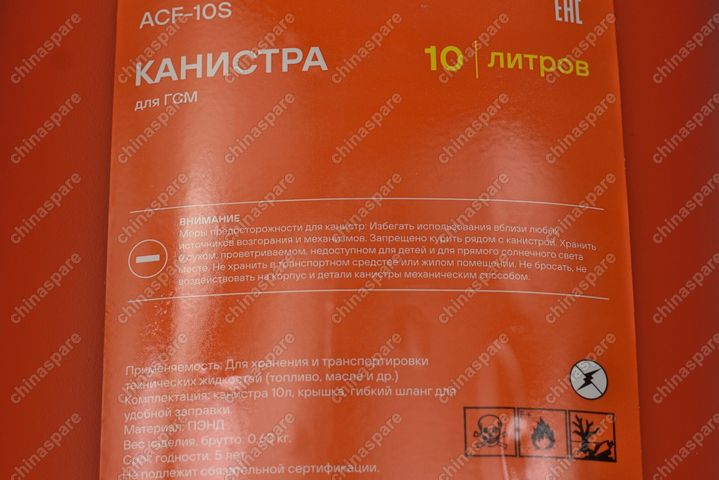 ACF-10S
EAC
КАНИСТРА
10 | литров
для ГСМ
ВНИМАНИЕ
Меры предосторожности для канистр: Избегать использования вблизи любых
источников возгорания и механизмов. Запрещено курить рядом с канистрой. Хранить
в сухом, проветриваемом, недоступном для детей и для прямого солнечного света
месте. Не хранить в транспортном средстве или жилом помещении. Не бросать, не
воздействовать на корпус и детали канистры механическим способом.
Применяемость: Для хранения и транспортировки
технических жидкостей (топливо, масло и др.)
Комплектация: канистра 10л, крышка, гибкий шланг для
удобной заправки.
Материал: ПЭНД
Вес изделия, брутто: 0,60 кг.
Срок годности: 5 лет.
Не подлежит обязательной сертификации.
chinaspare